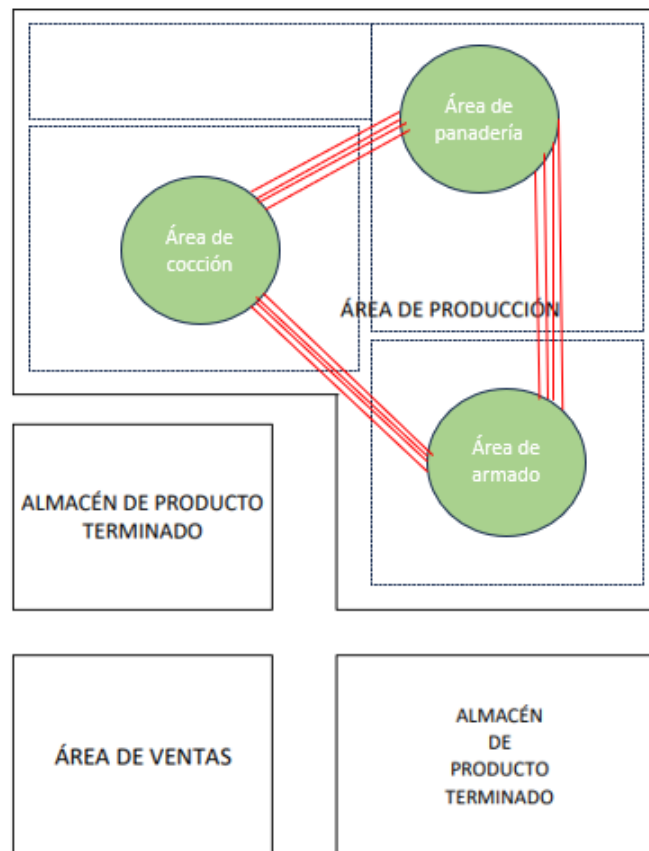 Área de
panadería
Área de
cocción
ÁREA DE PRODUCCIÓN
Área de
armado
ALMACÉN DE PRODUCTO
TERMINADO
ÁREA DE VENTAS
ALMACÉN
DE
PRODUCTO
TERMINADO